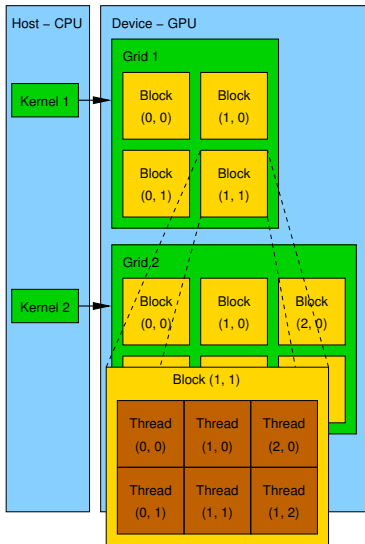 Host – CPU
Device – GPU
Grid 1
Kernel 1
Block
(0, 0)
Block
(1, 0)
Block
(0, 1)
Block
(1, 1)
Grid 2
Kernel 2
Block
(0, 0)
Block
(1, 0)
Block
(2, 0)
Block (1, 1)
Thread
(0, 0)
Thread
(1, 0)
Thread
(2, 0)
Thread
(0, 1)
Thread
(1, 1)
Thread
(1, 2)